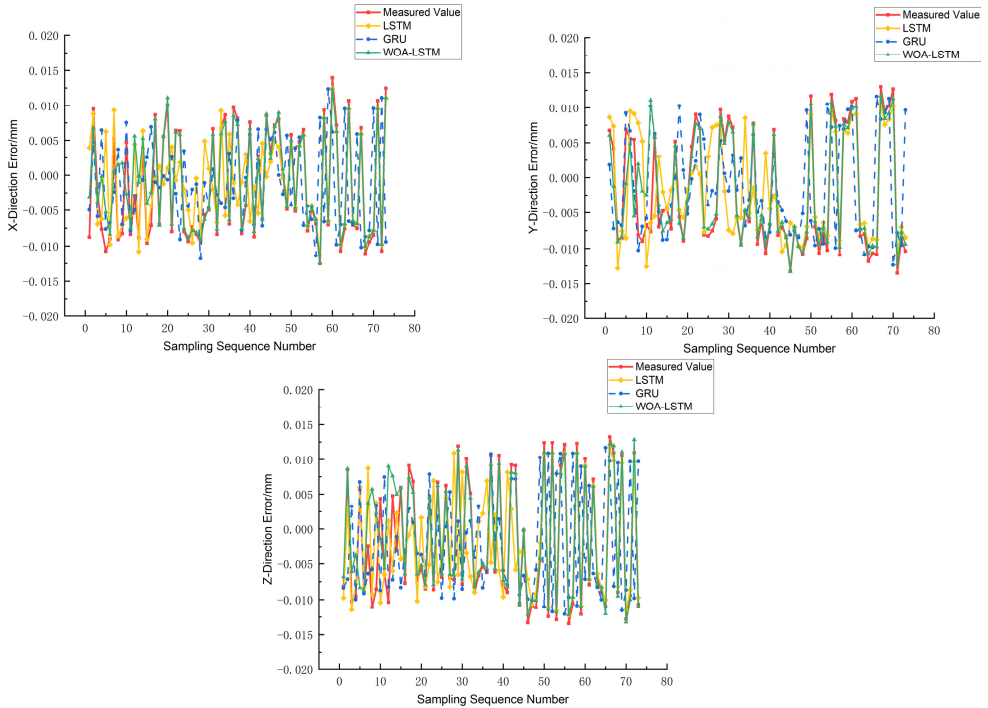 Measured Value
LSTM
GRU
WOA-LSTM
X-Direction Error/mm
0.020
0.015
0.010
0.005
0.000
−0.005
−0.010
−0.015
−0.020
0 10 20 30 40 50 60 70 80
Sampling Sequence Number
Measured Value
LSTM
GRU
WOA-LSTM
Y-Direction Error/mm
0.020
0.015
0.010
0.005
0.000
−0.005
−0.010
−0.015
−0.020
0 10 20 30 40 50 60 70 80
Sampling Sequence Number
Measured Value
LSTM
GRU
WOA-LSTM
Z-Direction Error/mm
0.020
0.015
0.010
0.005
0.000
−0.005
−0.010
−0.015
−0.020
0 10 20 30 40 50 60 70 80
Sampling Sequence Number